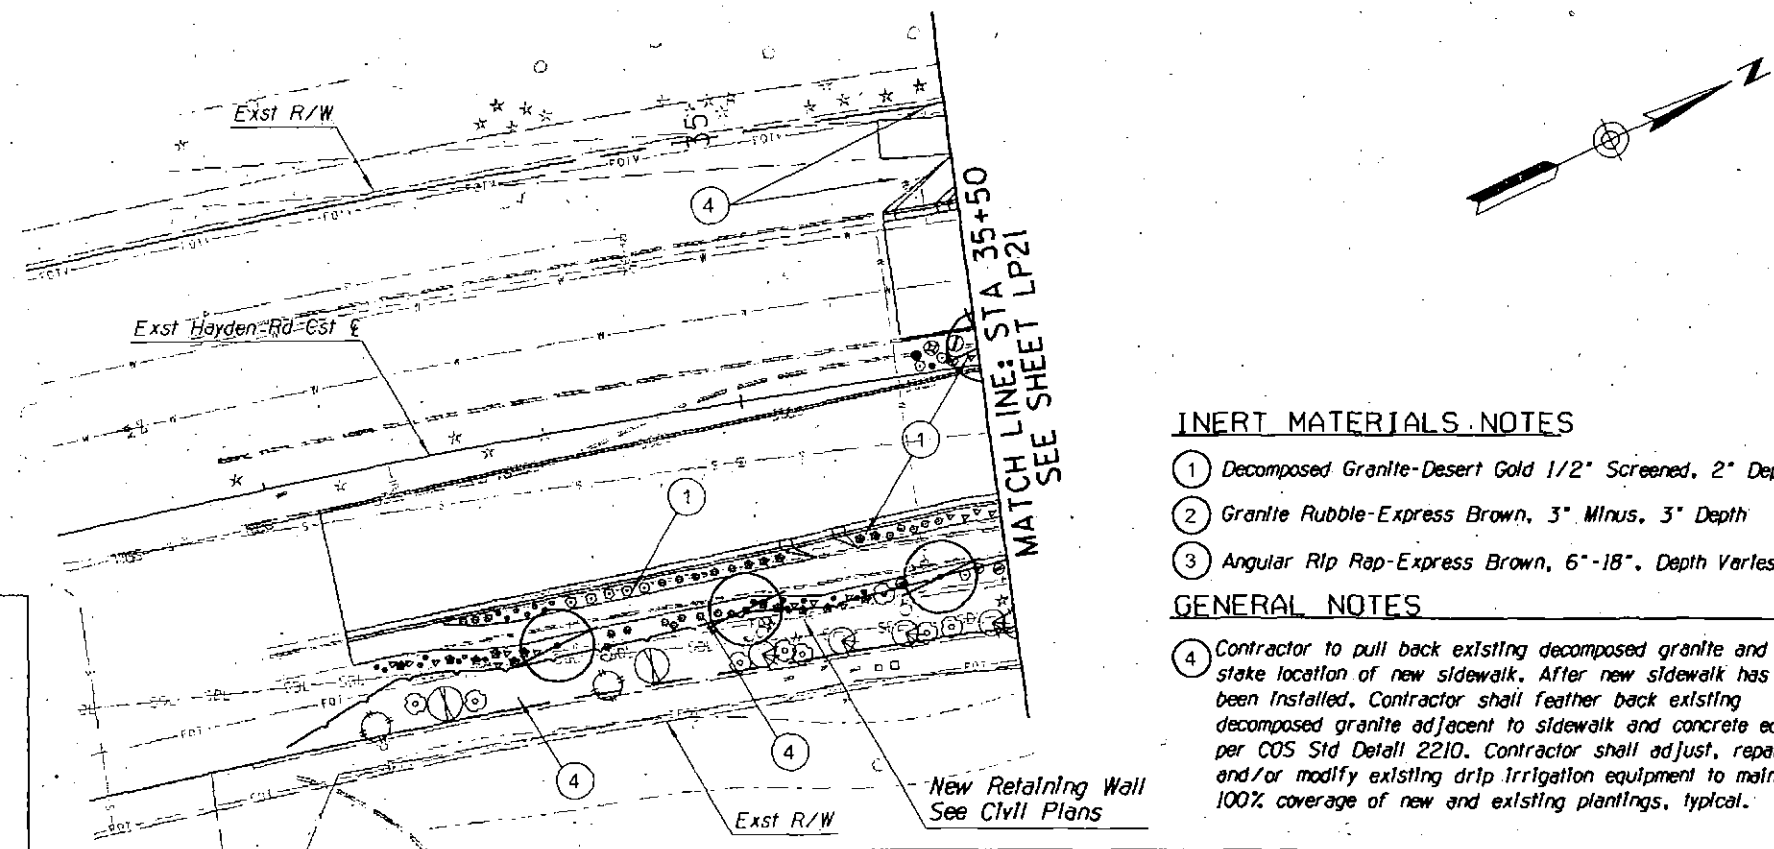 Exst R/W
35
N
4
MATCH LINE: STA 35+50
SEE SHEET LP21
Exst Hayden Rd Cst ℄
1
1
4
4
Exst R/W
New Retaining Wall
See Civil Plans
INERT MATERIALS NOTES
1 Decomposed Granite-Desert Gold 1/2" Screened, 2" Dep
2 Granite Rubble-Express Brown, 3" Minus, 3" Depth
3 Angular Rip Rap-Express Brown, 6"-18", Depth Varies
GENERAL NOTES
4 Contractor to pull back existing decomposed granite and
stake location of new sidewalk. After new sidewalk has
been installed, Contractor shall feather back existing
decomposed granite adjacent to sidewalk and concrete
per COS Std Detail 2210. Contractor shall adjust, repa
and/or modify existing drip irrigation equipment to main
100% coverage of new and existing plantings, typical.